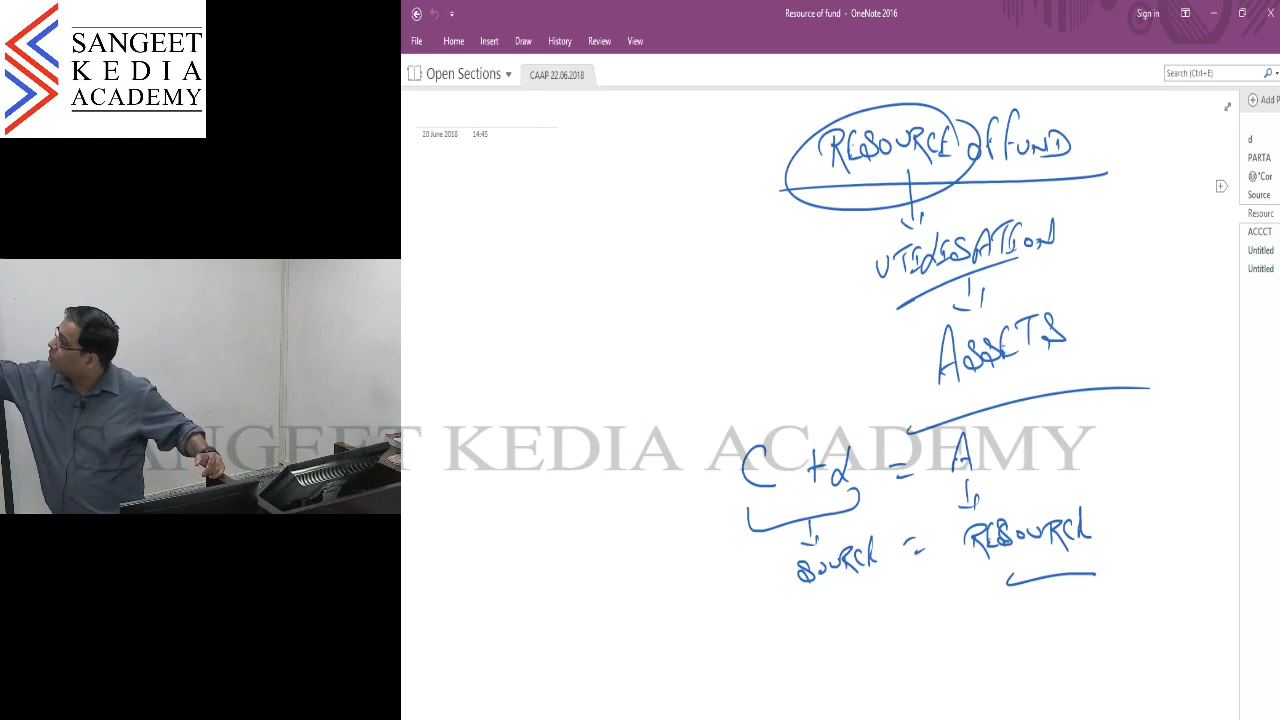 SANGEET
KEDIA
ACADEMY
Resource of fund - OneNote 2016
Sign in
File Home Insert Draw History Review View
Open Sections
CAAP 22.06.2018
Search (Ctrl+E)
Add P
20 June 2018 14:45
RESOURCE OF FUND
UTILISATION
ASSETS
C + L = A
SOURCE = RESOURCE
SANGEET KEDIA ACADEMY
d
PARTA
@"Cor
Source
Resourc
ACCCT
Untitled
Untitled